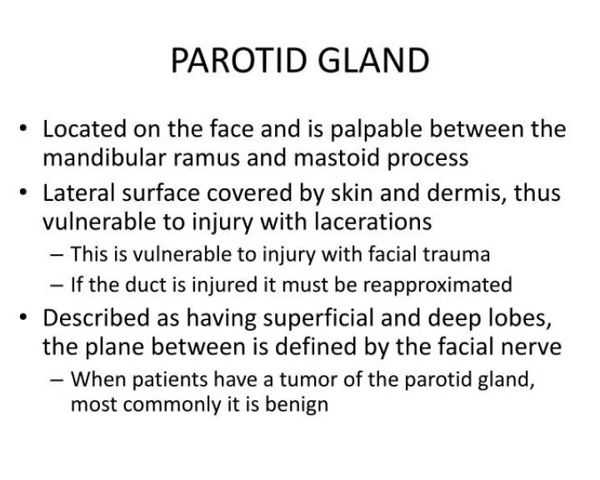 PAROTID GLAND
• Located on the face and is palpable between the
mandibular ramus and mastoid process
• Lateral surface covered by skin and dermis, thus
vulnerable to injury with lacerations
– This is vulnerable to injury with facial trauma
– If the duct is injured it must be reapproximated
• Described as having superficial and deep lobes,
the plane between is defined by the facial nerve
– When patients have a tumor of the parotid gland,
most commonly it is benign